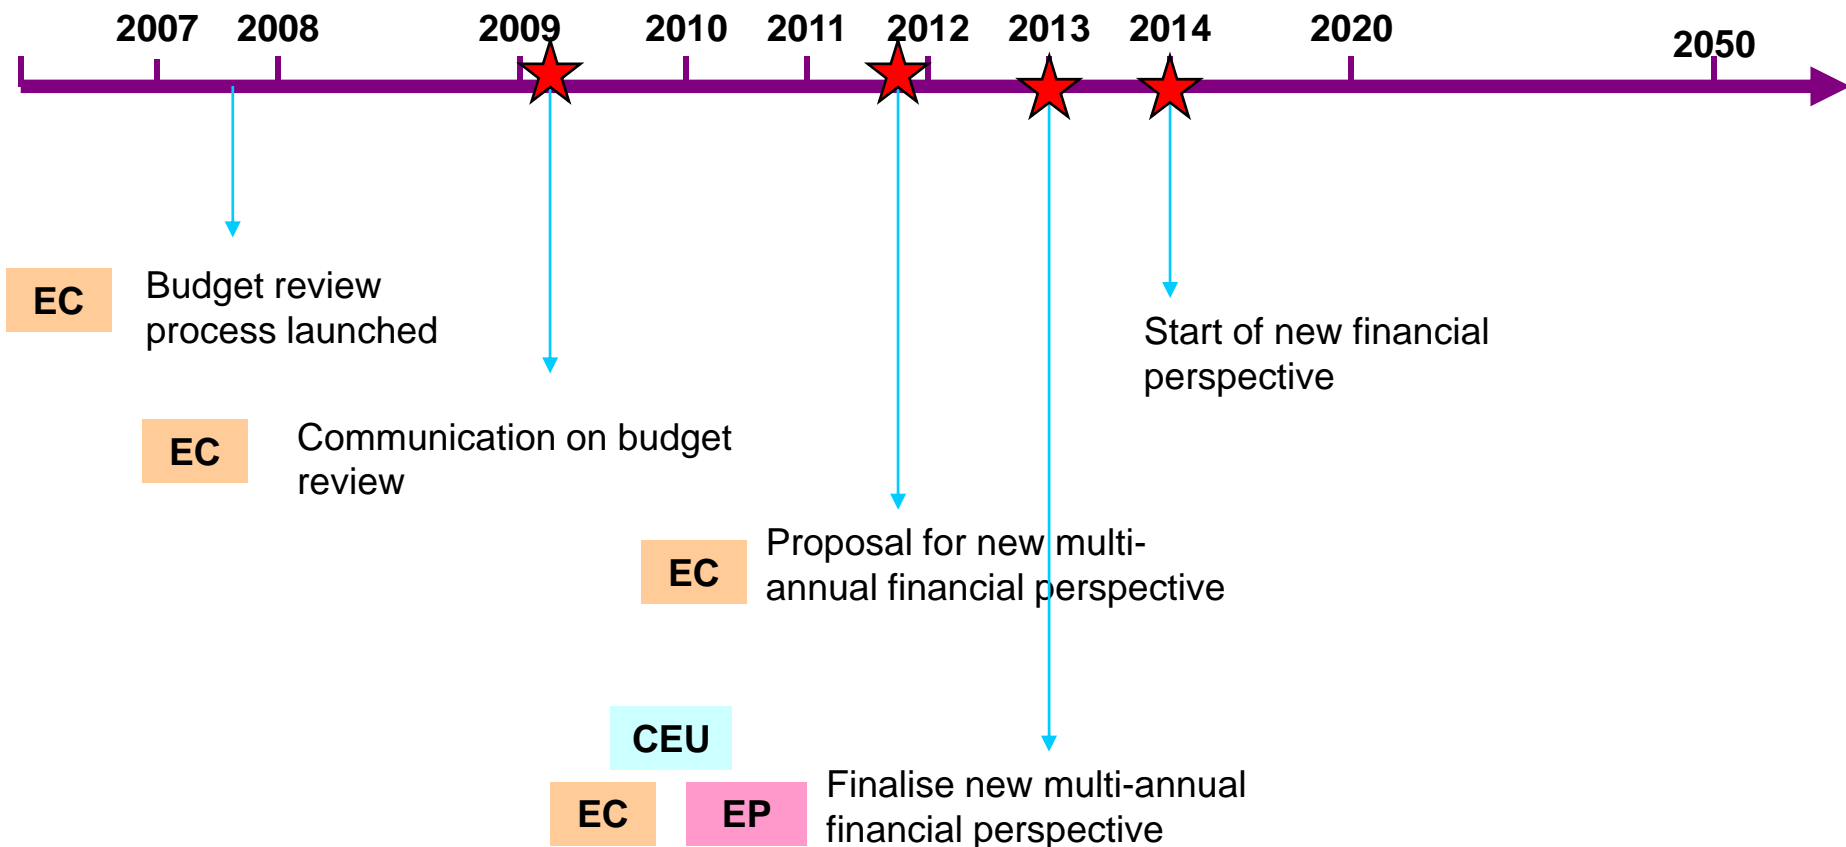 2007 2008 2009 2010 2011 2012 2013 2014 2020 2050
EC
Budget review
process launched
Start of new financial
perspective
EC
Communication on budget
review
EC
Proposal for new multi-
annual financial perspective
CEU
EC
EP
Finalise new multi-annual
financial perspective